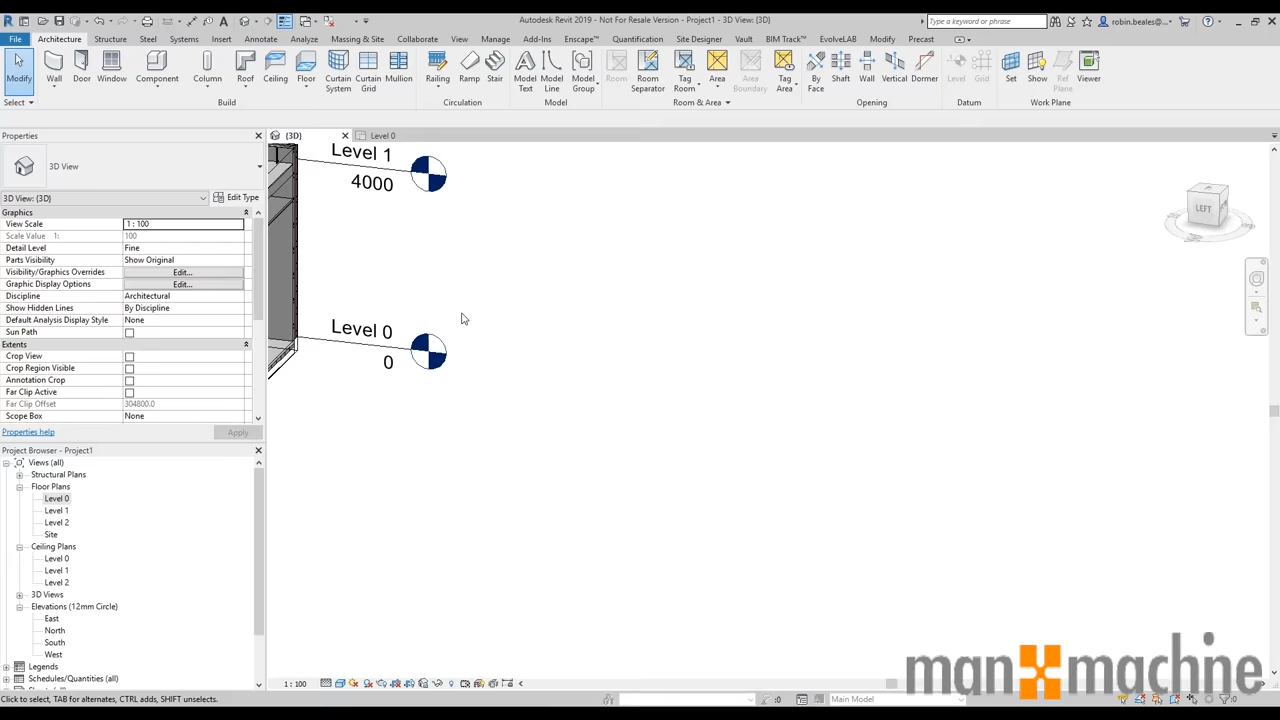 Autodesk Revit 2019 - Not For Resale Version - Project1 - 3D View: {3D}
Type a keyword or phrase
robin.beales@...
File Architecture Structure Steel Systems Insert Annotate Analyze Massing & Site Collaborate View Manage Add-Ins Enscape™ Quantification Site Designer Vault BIM Track™ EvolveLAB Modify Precast
Modify Wall Door Window Component Column Roof Ceiling Floor Curtain System Curtain Grid Mullion Railing Ramp Stair Model Text Model Line Model Group Room Room Separator Tag Room Area Area Boundary Tag Area By Face Shaft Wall Vertical Dormer Level Grid Set Show Ref Plane Viewer
Select Build Circulation Model Room & Area Opening Datum Work Plane
Properties
{3D} Level 0
3D View
3D View: {3D} Edit Type
Graphics
View Scale 1 : 100
Scale Value 1: 100
Detail Level Fine
Parts Visibility Show Original
Visibility/Graphics Overrides Edit...
Graphic Display Options Edit...
Discipline Architectural
Show Hidden Lines By Discipline
Default Analysis Display Style None
Sun Path
Extents
Crop View
Crop Region Visible
Annotation Crop
Far Clip Active
Far Clip Offset 304800.0
Scope Box None
Properties help Apply
Project Browser - Project1
Views (all)
Structural Plans
Floor Plans
Level 0
Level 1
Level 2
Site
Ceiling Plans
Level 0
Level 1
Level 2
3D Views
Elevations (12mm Circle)
East
North
South
West
Legends
Schedules/Quantities (all)
Level 1
4000
Level 0
0
LEFT
1 : 100
Click to select, TAB for alternates, CTRL adds, SHIFT unselects.
:0
Main Model
:0
man machine